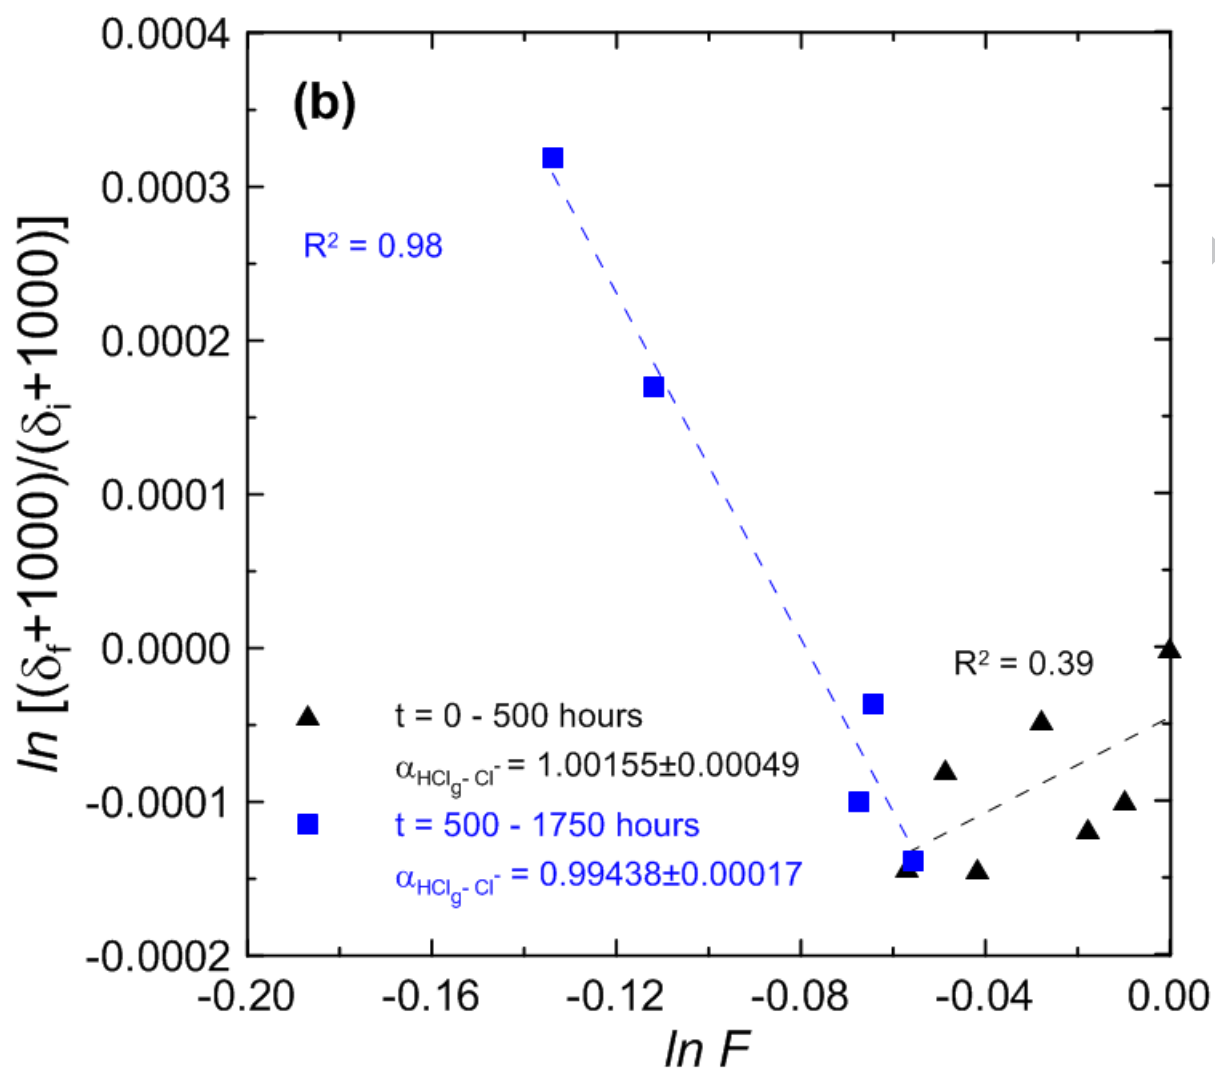 0.0004
(b)
0.0003
R² = 0.98
0.0002
0.0001
0.0000
R² = 0.39
t = 0 - 500 hours
αHClg- Cl- = 1.00155±0.00049
-0.0001
t = 500 - 1750 hours
αHClg- Cl- = 0.99438±0.00017
-0.0002
-0.20 -0.16 -0.12 -0.08 -0.04 0.00
ln F
ln [(δf+1000)/(δi+1000)]